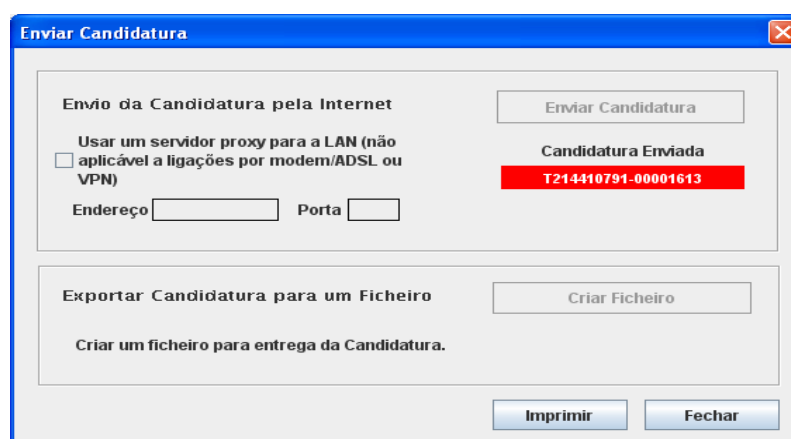 Enviar Candidatura
Envio da Candidatura pela Internet
Enviar Candidatura
Usar um servidor proxy para a LAN (não
aplicável a ligações por modem/ADSL ou
VPN)
Candidatura Enviada
T214410791-00001613
Endereço
Porta
Exportar Candidatura para um Ficheiro
Criar Ficheiro
Criar um ficheiro para entrega da Candidatura.
Imprimir
Fechar